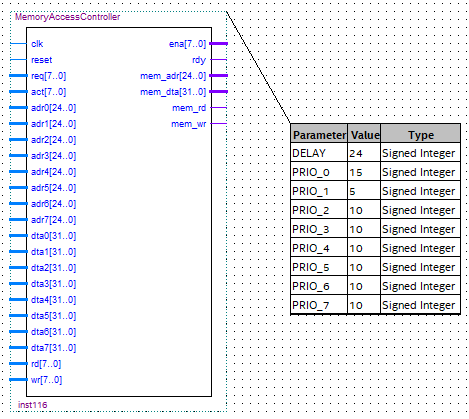 MemoryAccessController
clk
reset
req[7..0]
act[7..0]
adr0[24..0]
adr1[24..0]
adr2[24..0]
adr3[24..0]
adr4[24..0]
adr5[24..0]
adr6[24..0]
adr7[24..0]
dta0[31..0]
dta1[31..0]
dta2[31..0]
dta3[31..0]
dta4[31..0]
dta5[31..0]
dta6[31..0]
dta7[31..0]
rd[7..0]
wr[7..0]
ena[7..0]
rdy
mem_adr[24..0]
mem_dta[31..0]
mem_rd
mem_wr
inst116
Parameter Value Type
DELAY 24 Signed Integer
PRIO_0 15 Signed Integer
PRIO_1 5 Signed Integer
PRIO_2 10 Signed Integer
PRIO_3 10 Signed Integer
PRIO_4 10 Signed Integer
PRIO_5 10 Signed Integer
PRIO_6 10 Signed Integer
PRIO_7 10 Signed Integer